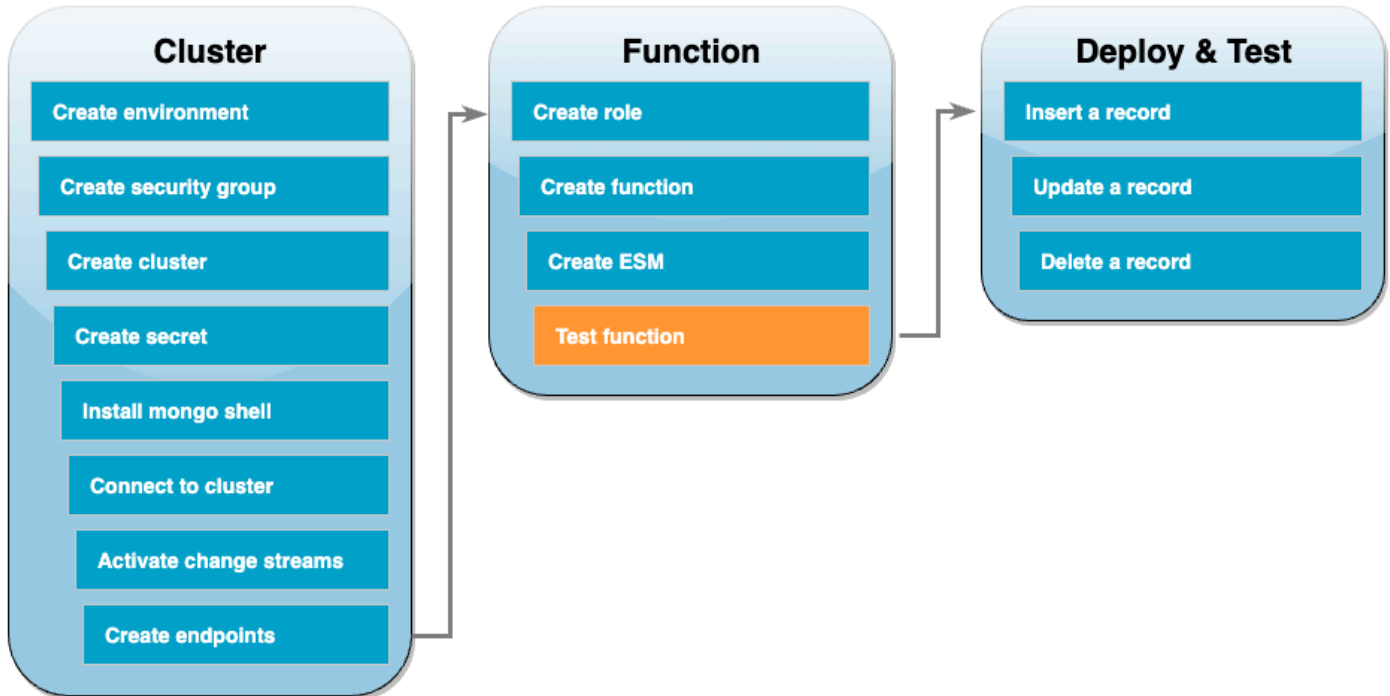 Cluster
Create environment
Create security group
Create cluster
Create secret
Install mongo shell
Connect to cluster
Activate change streams
Create endpoints
Function
Create role
Create function
Create ESM
Test function
Deploy & Test
Insert a record
Update a record
Delete a record